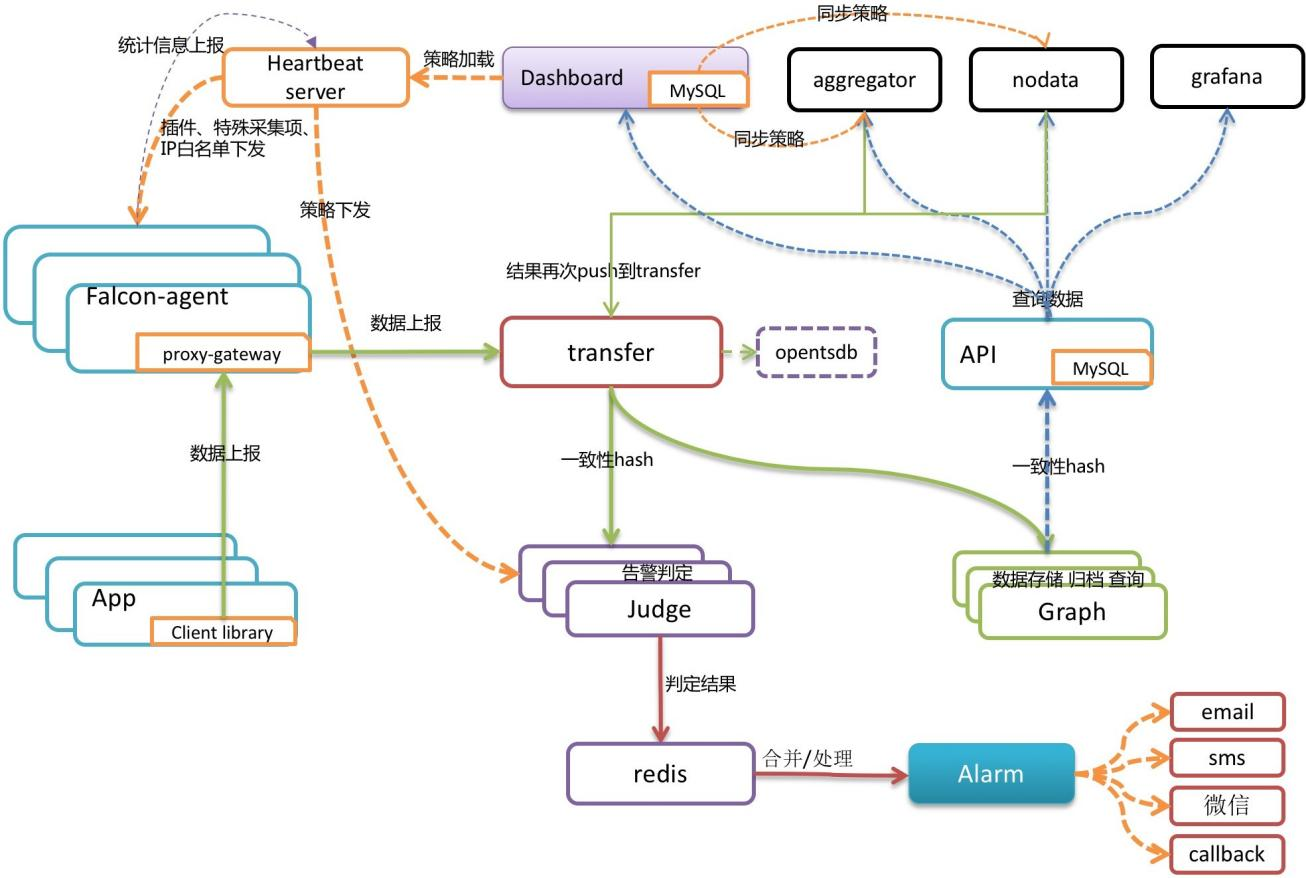 同步策略
统计信息上报
Heartbeat
server
策略加载
Dashboard
MySQL
aggregator
nodata
grafana
插件、特殊采集项、
IP白名单下发
同步策略
策略下发
结果再次push到transfer
查询数据
Falcon-agent
proxy-gateway
数据上报
transfer
opentsdb
API
MySQL
数据上报
一致性hash
一致性hash
告警判定
数据存储 归档 查询
App
Client library
Judge
Graph
判定结果
redis
合并/处理
Alarm
email
sms
微信
callback